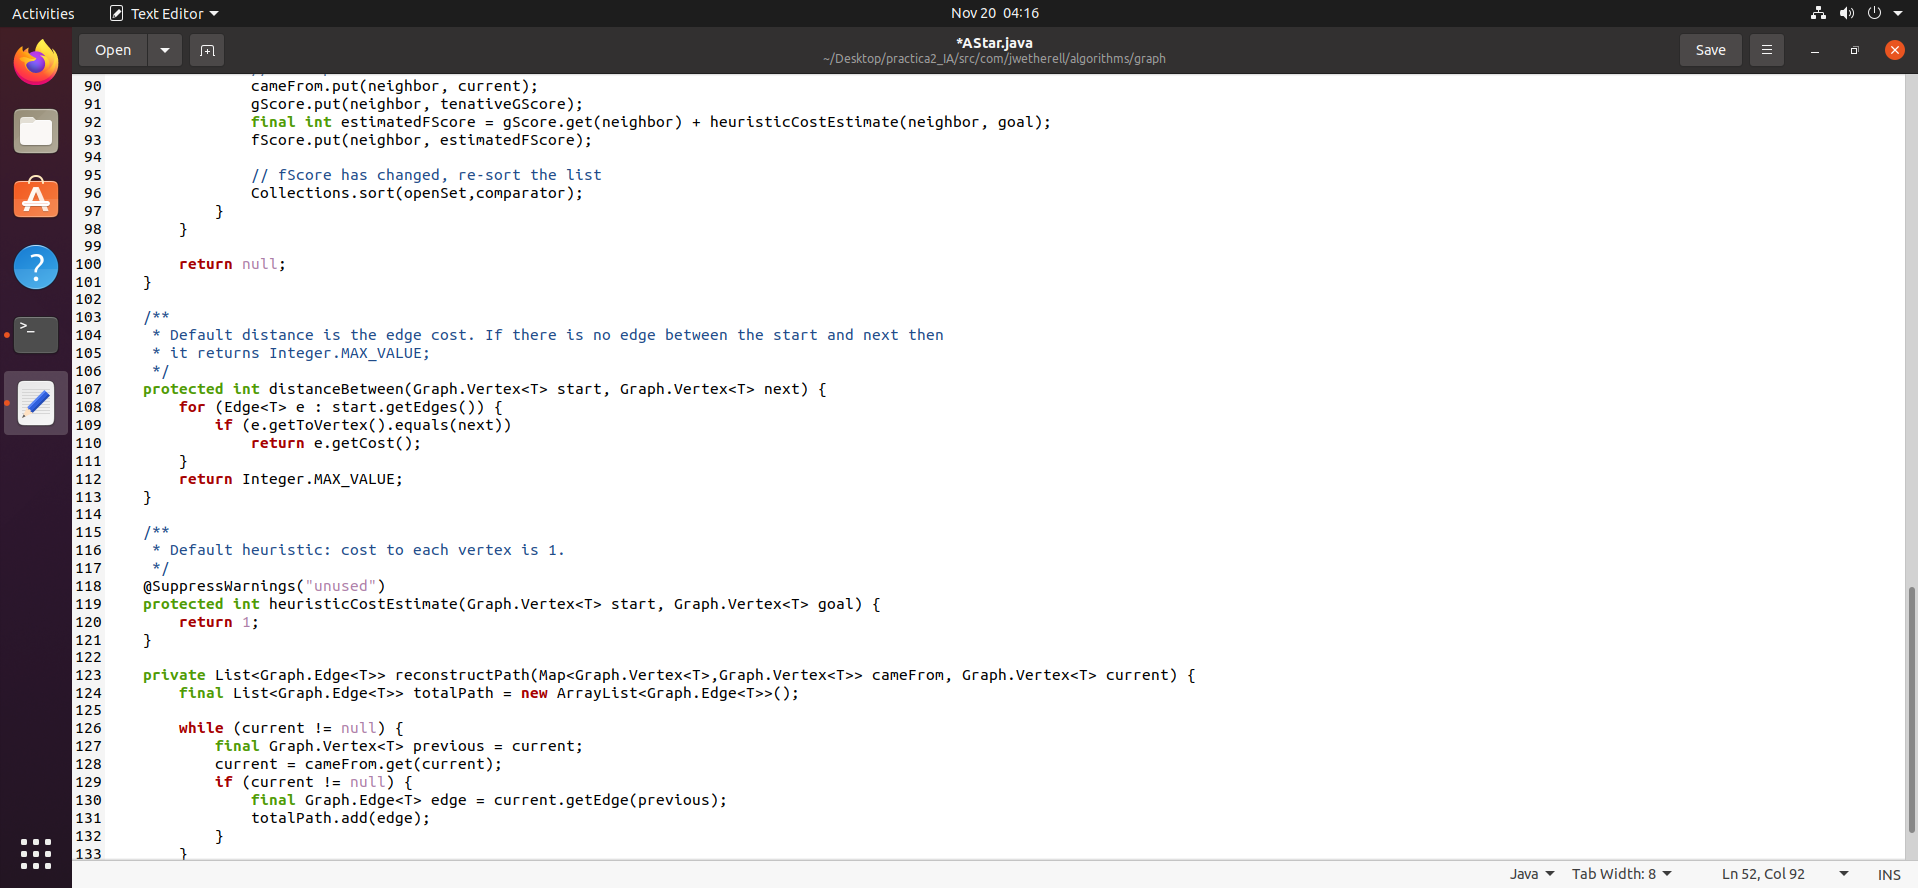 Activities Text Editor Nov 20 04:16
Open *AStar.java Save
~/Desktop/practica2_IA/src/com/jwetherell/algorithms/graph
90 cameFrom.put(neighbor, current);
91 gScore.put(neighbor, tenativeGScore);
92 final int estimatedFScore = gScore.get(neighbor) + heuristicCostEstimate(neighbor, goal);
93 fScore.put(neighbor, estimatedFScore);
94
95 // fScore has changed, re-sort the list
96 Collections.sort(openSet,comparator);
97 }
98 }
99
100 return null;
101 }
102
103 /**
104 * Default distance is the edge cost. If there is no edge between the start and next then
105 * it returns Integer.MAX_VALUE;
106 */
107 protected int distanceBetween(Graph.Vertex<T> start, Graph.Vertex<T> next) {
108 for (Edge<T> e : start.getEdges()) {
109 if (e.getToVertex().equals(next))
110 return e.getCost();
111 }
112 return Integer.MAX_VALUE;
113 }
114
115 /**
116 * Default heuristic: cost to each vertex is 1.
117 */
118 @SuppressWarnings("unused")
119 protected int heuristicCostEstimate(Graph.Vertex<T> start, Graph.Vertex<T> goal) {
120 return 1;
121 }
122
123 private List<Graph.Edge<T>> reconstructPath(Map<Graph.Vertex<T>,Graph.Vertex<T>> cameFrom, Graph.Vertex<T> current) {
124 final List<Graph.Edge<T>> totalPath = new ArrayList<Graph.Edge<T>>();
125
126 while (current != null) {
127 final Graph.Vertex<T> previous = current;
128 current = cameFrom.get(current);
129 if (current != null) {
130 final Graph.Edge<T> edge = current.getEdge(previous);
131 totalPath.add(edge);
132 }
133 }
Java Tab Width: 8 Ln 52, Col 92 INS